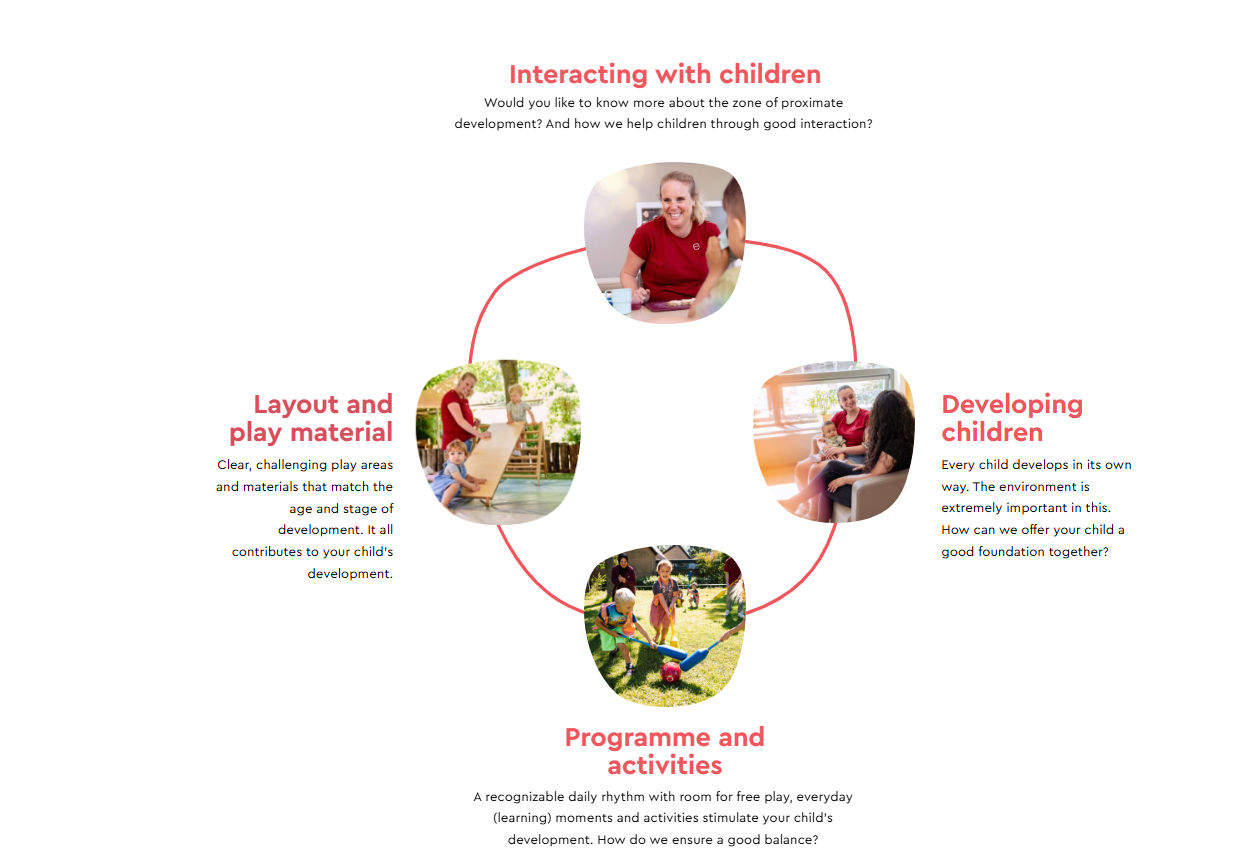 Interacting with children
Would you like to know more about the zone of proximate
development? And how we help children through good interaction?
Layout and
play material
Clear, challenging play areas
and materials that match the
age and stage of
development. It all
contributes to your child's
development.
Developing
children
Every child develops in its own
way. The environment is
extremely important in this.
How can we offer your child a
good foundation together?
Programme and
activities
A recognizable daily rhythm with room for free play, everyday
(learning) moments and activities stimulate your child's
development. How do we ensure a good balance?